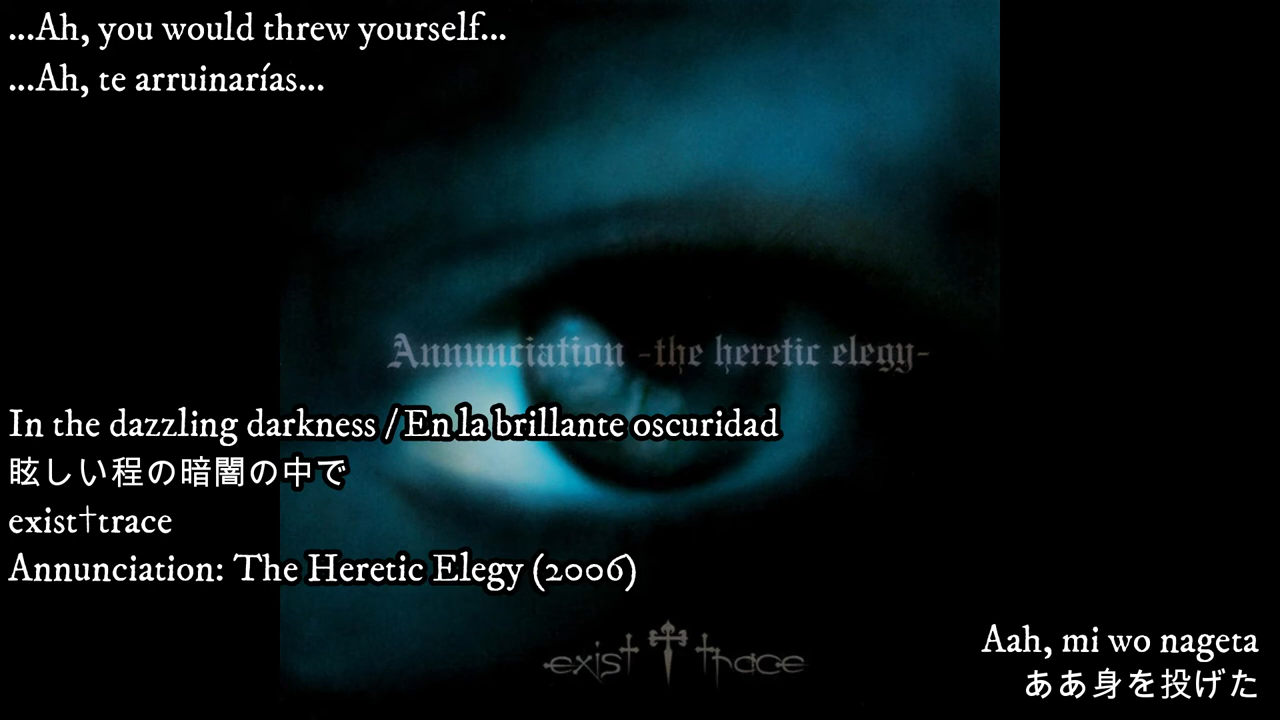 ...Ah, you would threw yourself...
...Ah, te arruinarías...
Annunciation -the heretic elegy-
In the dazzling darkness / En la brillante oscuridad
眩しい程の暗闇の中で
exist†trace
Annunciation: The Heretic Elegy (2006)
exist†trace
Aah, mi wo nageta
ああ身を投げた